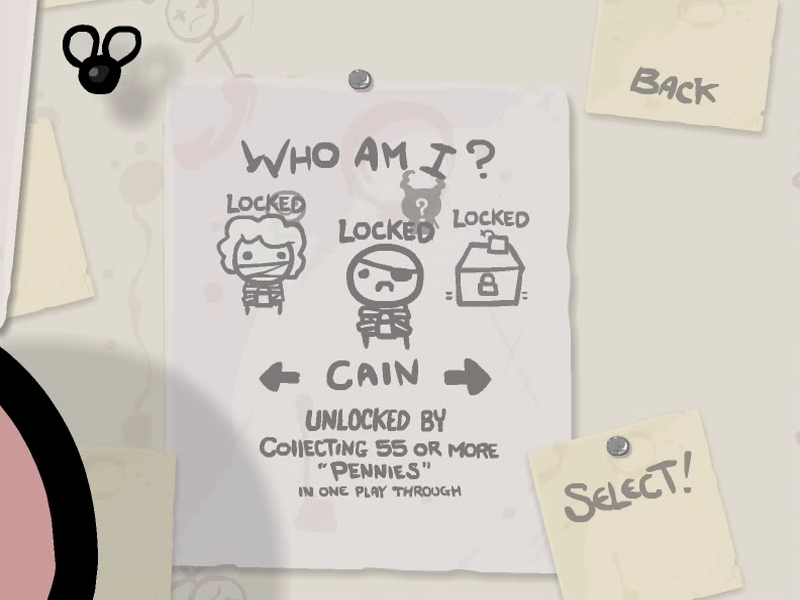 BACK
WHO AM I?
LOCKED
LOCKED
LOCKED
?
CAIN
UNLOCKED BY
COllECTING 55 OR MORE
"PENNIES"
IN ONE PLAY THROUGH
SELECT!